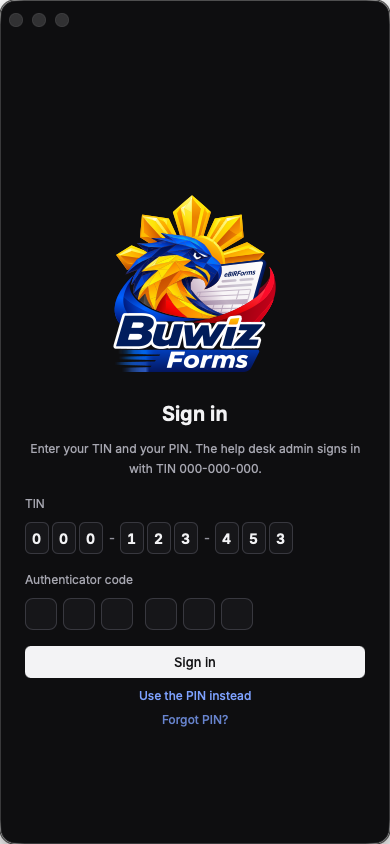 eBIRForms
Buwiz
Forms
Sign in
Enter your TIN and your PIN. The help desk admin signs in
with TIN 000-000-000.
TIN
0 0 0 - 1 2 3 - 4 5 3
Authenticator code
Sign in
Use the PIN instead
Forgot PIN?